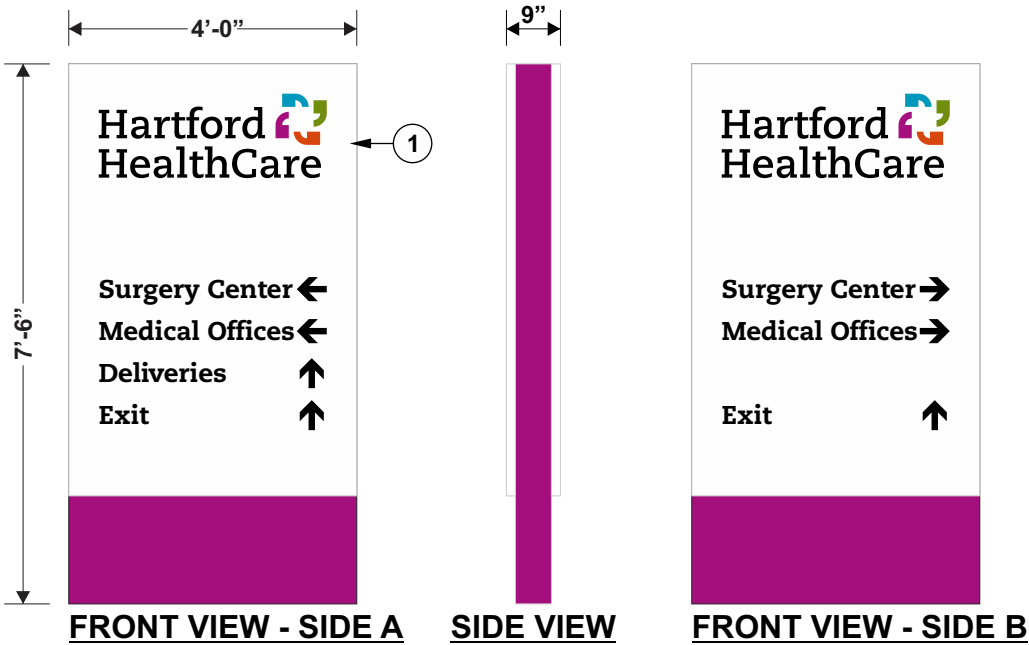 4’-0”
9”
Hartford
HealthCare
1
7’-6”
Surgery Center
Medical Offices
Deliveries
Exit
Hartford
HealthCare
Surgery Center
Medical Offices
Exit
FRONT VIEW - SIDE A
SIDE VIEW
FRONT VIEW - SIDE B